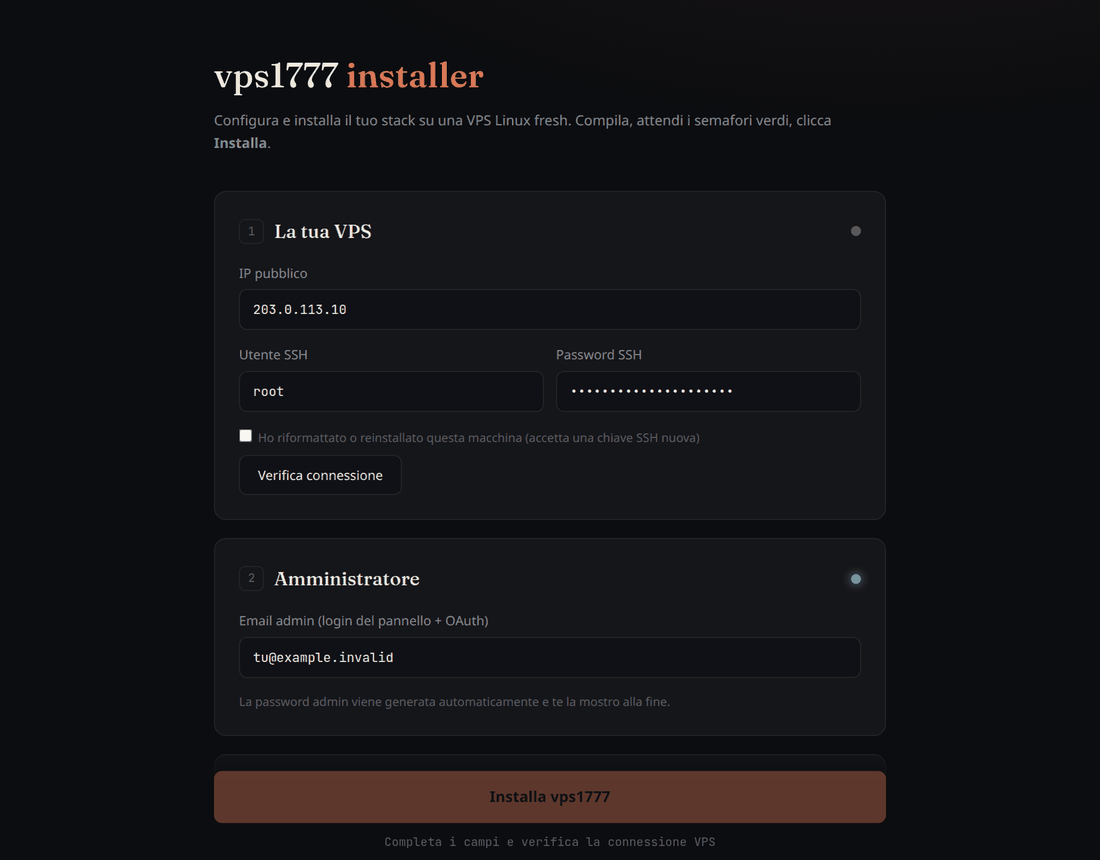 vps1777 installer
Configura e installa il tuo stack su una VPS Linux fresh. Compila, attendi i semafori verdi, clicca
Installa.
1 La tua VPS
IP pubblico
203.0.113.10
Utente SSH Password SSH
root •••••••••••••••••••••
Ho riformattato o reinstallato questa macchina (accetta una chiave SSH nuova)
Verifica connessione
2 Amministratore
Email admin (login del pannello + OAuth)
tu@example.invalid
La password admin viene generata automaticamente e te la mostro alla fine.
Installa vps1777
Completa i campi e verifica la connessione VPS